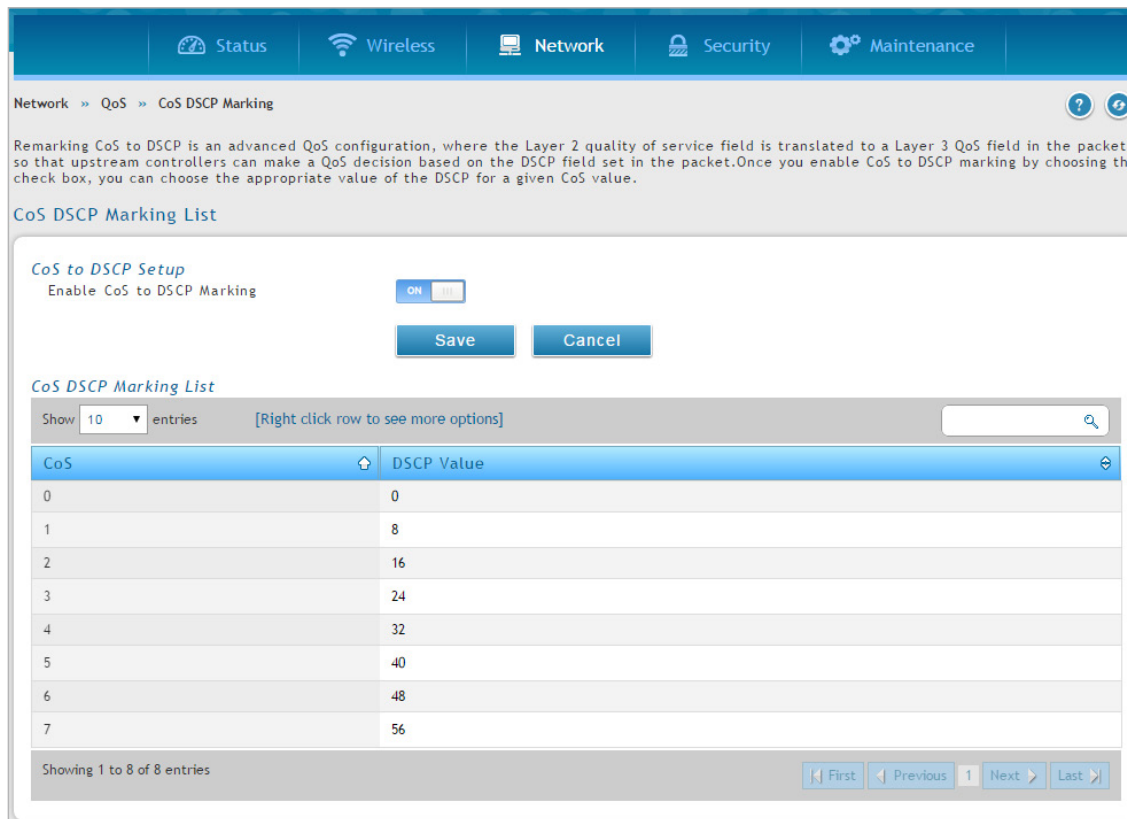 Status Wireless Network Security Maintenance
Network » QoS » CoS DSCP Marking
Remarking CoS to DSCP is an advanced QoS configuration, where the Layer 2 quality of service field is translated to a Layer 3 QoS field in the packet
so that upstream controllers can make a QoS decision based on the DSCP field set in the packet.Once you enable CoS to DSCP marking by choosing th
check box, you can choose the appropriate value of the DSCP for a given CoS value.
CoS DSCP Marking List
CoS to DSCP Setup
Enable CoS to DSCP Marking ON
Save Cancel
CoS DSCP Marking List
Show 10 entries [Right click row to see more options]
CoS DSCP Value
0 0
1 8
2 16
3 24
4 32
5 40
6 48
7 56
Showing 1 to 8 of 8 entries First Previous 1 Next Last